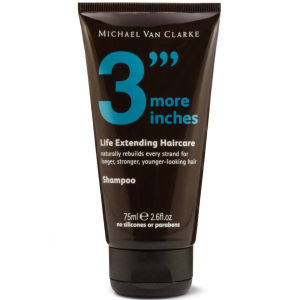 MICHAEL VAN CLARKE
3”’
more
inches
Life Extending Haircare
naturally rebuilds every strand for
longer, stronger, younger-looking hair
Shampoo
75ml ℮ 2.6fl.oz
no silicones or parabens